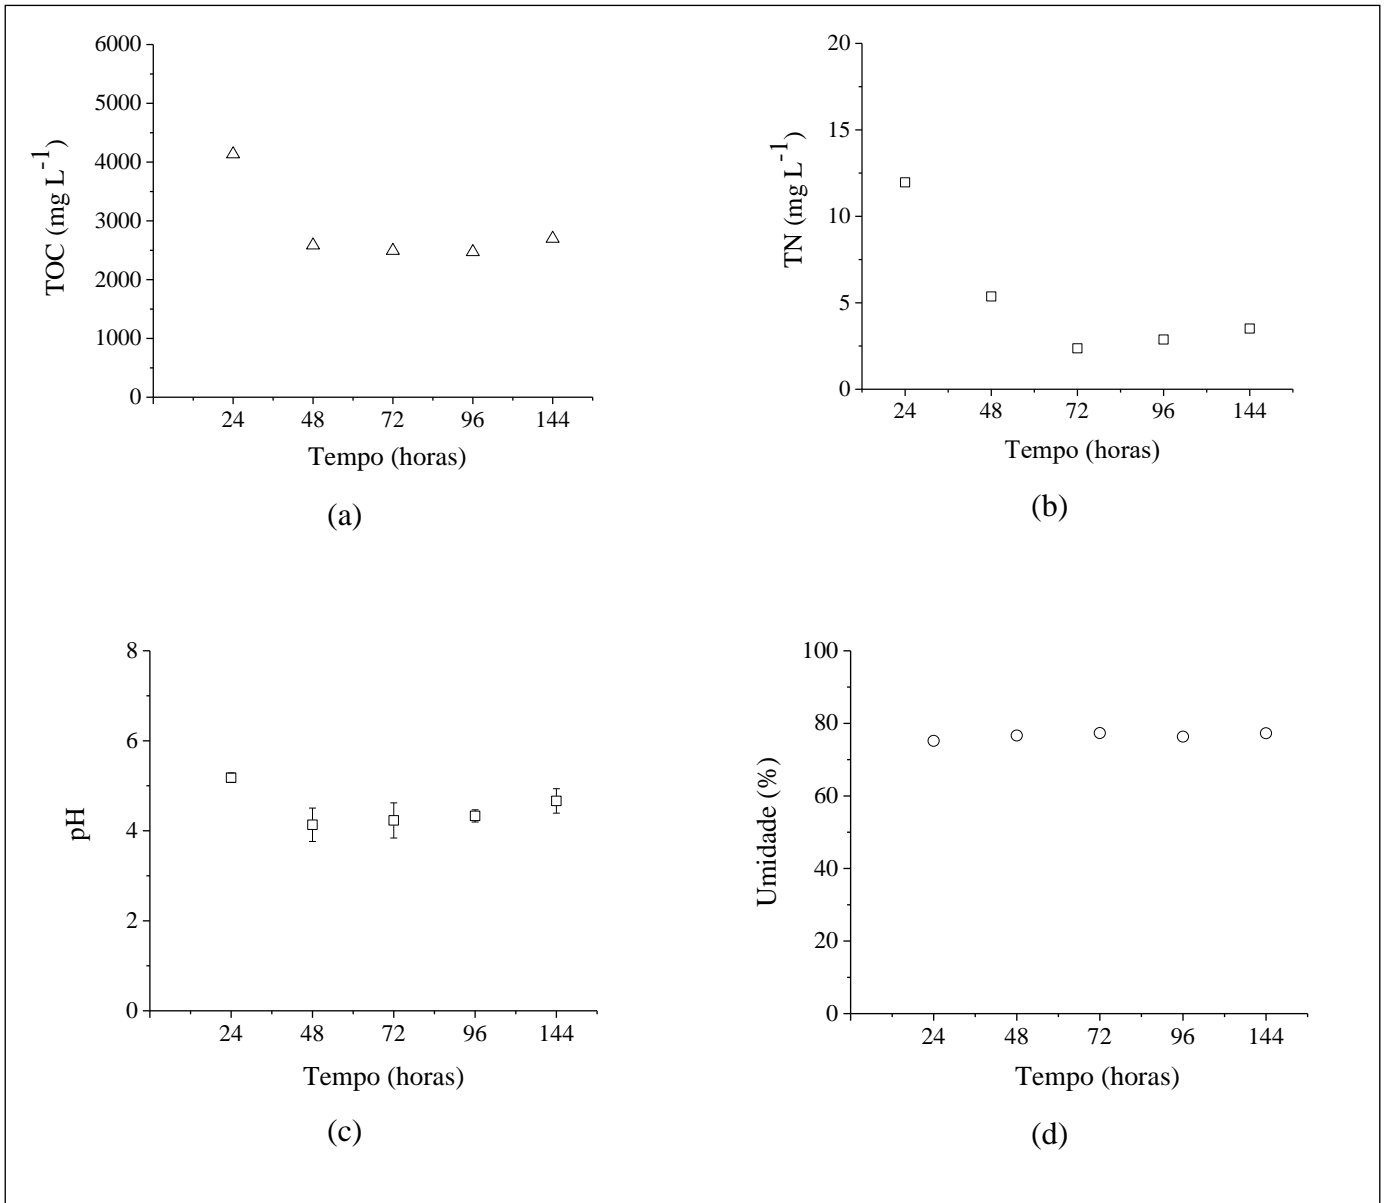 6000
5000
4000
3000
2000
1000
0
TOC (mg L⁻¹)
24 48 72 96 144
Tempo (horas)
(a)
20
15
10
5
0
TN (mg L⁻¹)
24 48 72 96 144
Tempo (horas)
(b)
8
6
4
2
0
pH
24 48 72 96 144
Tempo (horas)
(c)
100
80
60
40
20
0
Umidade (%)
24 48 72 96 144
Tempo (horas)
(d)